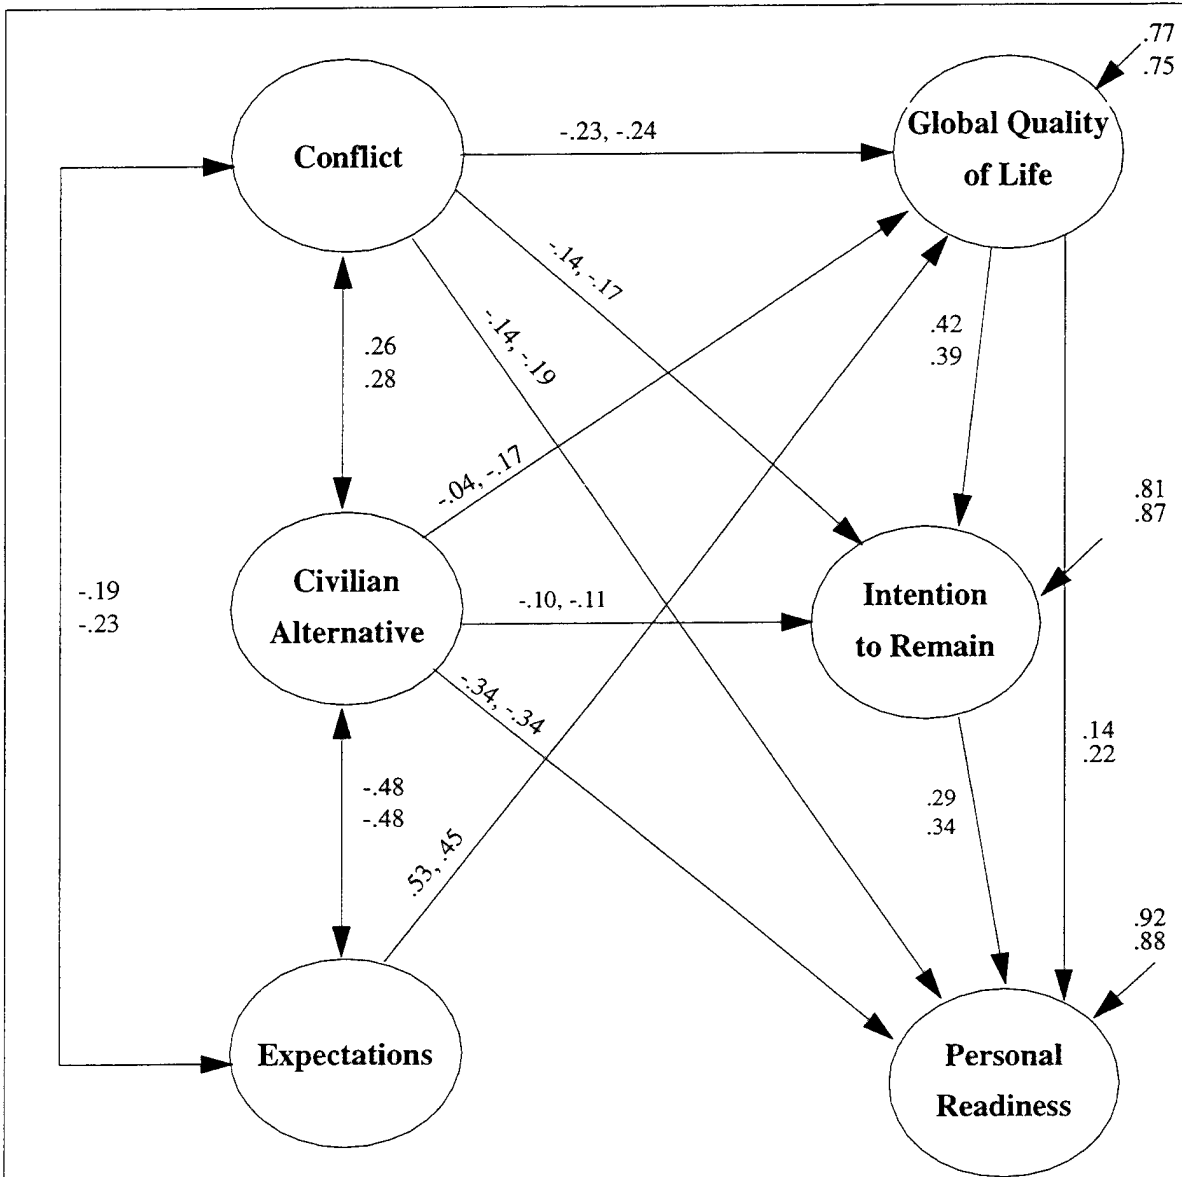 .77
.75
Global Quality
of Life
Conflict
-.23, -.24
-.14, -.17
-.14, -.19
.26
.28
.42
.39
-.04, -.17
.81
.87
Civilian
Alternative
-.10, -.11
Intention
to Remain
-.19
-.23
-.34, -.34
.14
.22
-.48
-.48
.29
.34
.53, .45
.92
.88
Expectations
Personal
Readiness